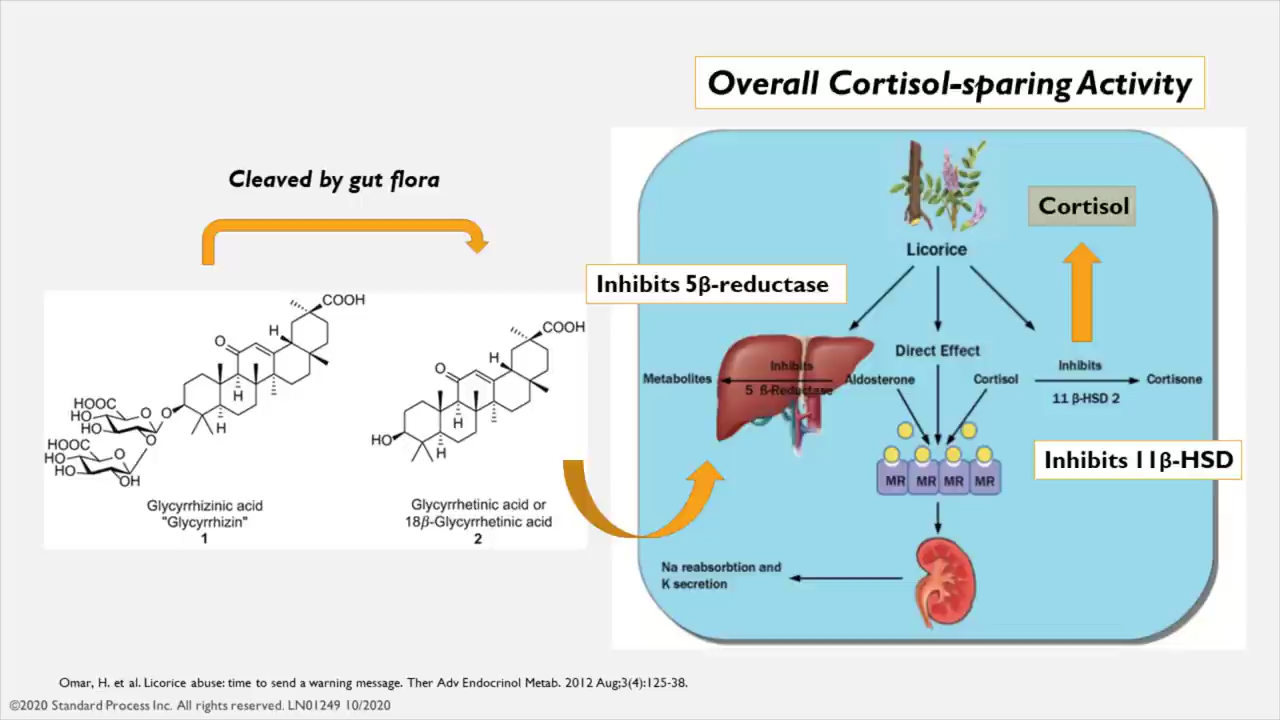 Overall Cortisol-sparing Activity
Cleaved by gut flora
COOH
H
O
H
H
HOOC
HO
HO
O
O
O
HOOC
HO
HO
O
OH
Glycyrrhizinic acid
"Glycyrrhizin"
1
COOH
H
O
H
HO
H
Glycyrrhetinic acid or
18β-Glycyrrhetinic acid
2
Licorice
Cortisol
Inhibits 5β-reductase
Direct Effect
Metabolites
Inhibits
5 ß-Reductase
Aldosterone
Cortisol
Inhibits
11 β-HSD 2
Cortisone
Inhibits 11β-HSD
MR MR MR MR
Na reabsorbtion and
K secretion
Omar, H. et al. Licorice abuse: time to send a warning message. Ther Adv Endocrinol Metab. 2012 Aug;3(4):125-38.
©2020 Standard Process Inc. All rights reserved. LN01249 10/2020